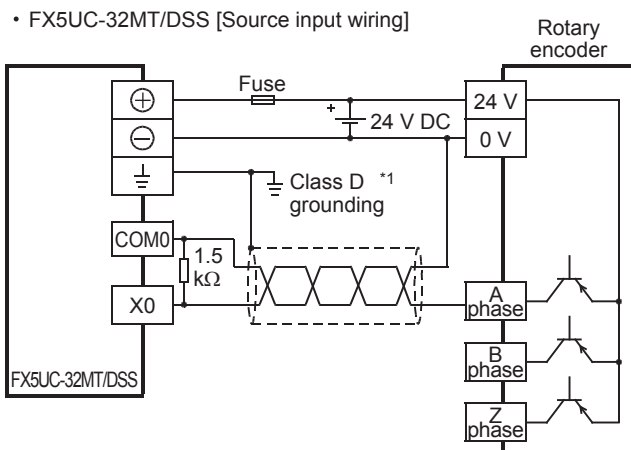 • FX5UC-32MT/DSS [Source input wiring]
Rotary
encoder
Fuse
24 V
+
24 V DC
0 V
Class D *1
grounding
COM0
1.5
kΩ
X0
A
phase
B
phase
Z
phase
FX5UC-32MT/DSS